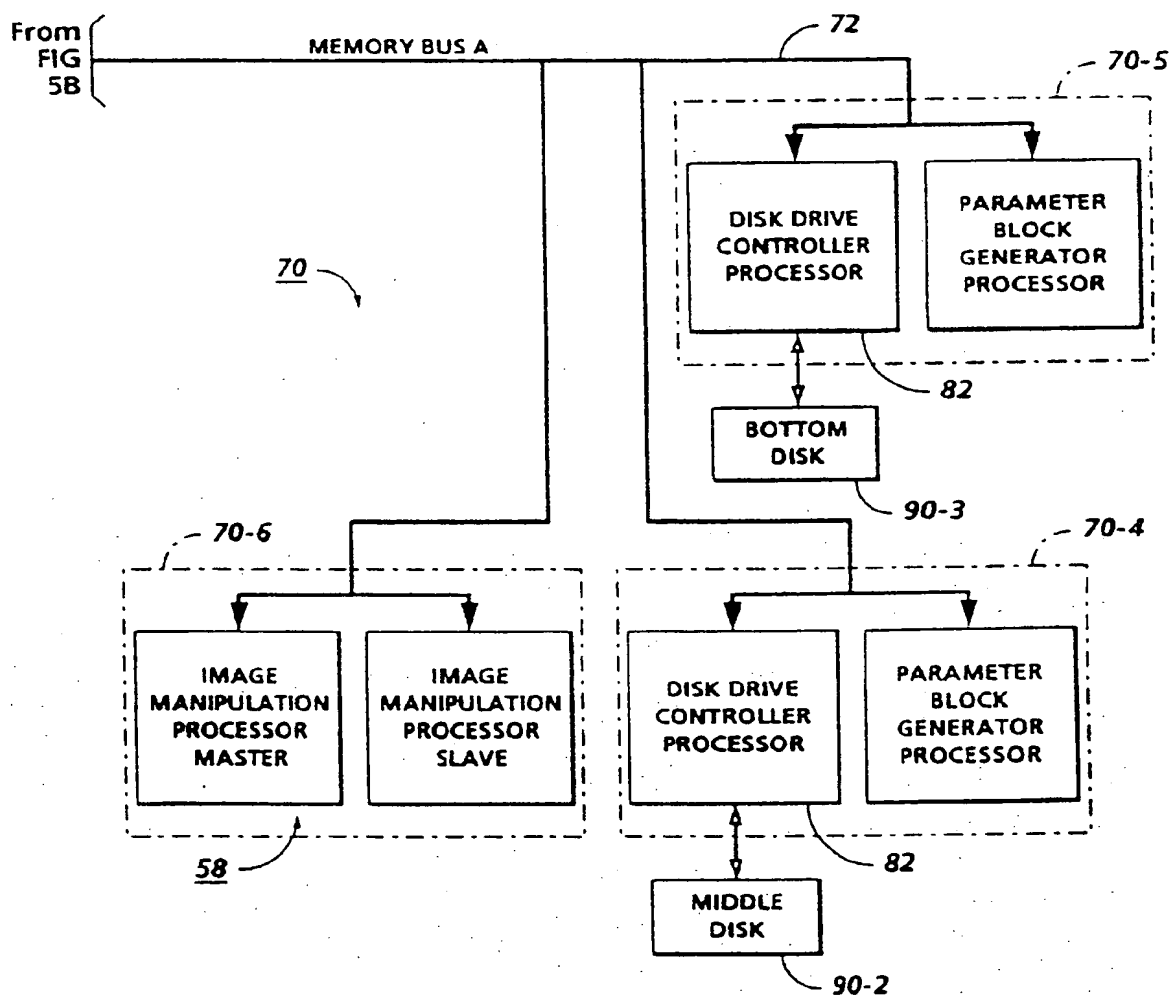 From
FIG
5B
MEMORY BUS A
72
70-5
DISK DRIVE
CONTROLLER
PROCESSOR
PARAMETER
BLOCK
GENERATOR
PROCESSOR
70
82
BOTTOM
DISK
90-3
70-6
70-4
IMAGE
MANIPULATION
PROCESSOR
MASTER
IMAGE
MANIPULATION
PROCESSOR
SLAVE
DISK DRIVE
CONTROLLER
PROCESSOR
PARAMETER
BLOCK
GENERATOR
PROCESSOR
58
82
MIDDLE
DISK
90-2